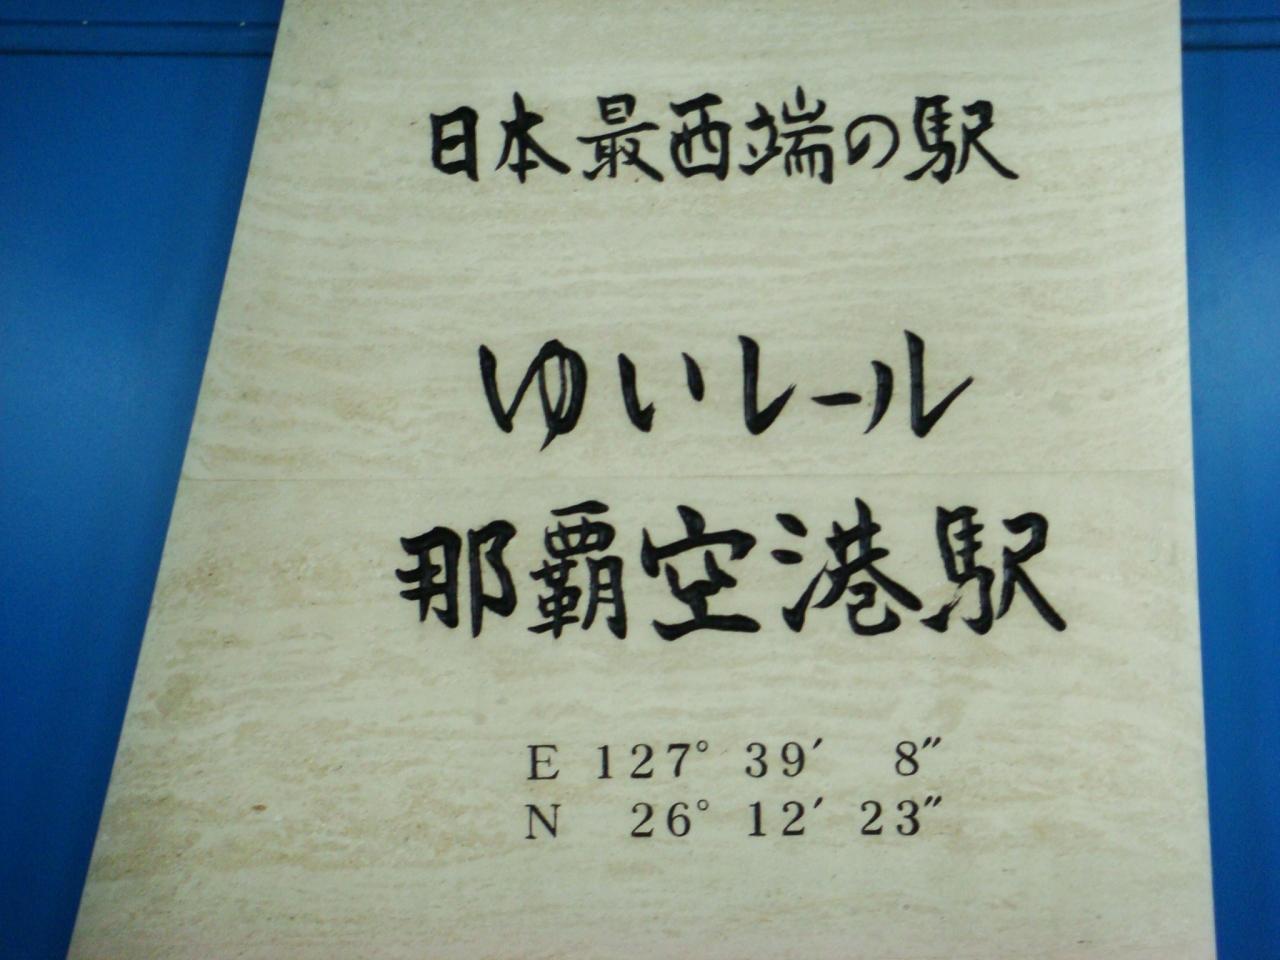 日本最西端の駅
ゆいレール
那覇空港駅
E 127° 39′ 8″
N 26° 12′ 23″